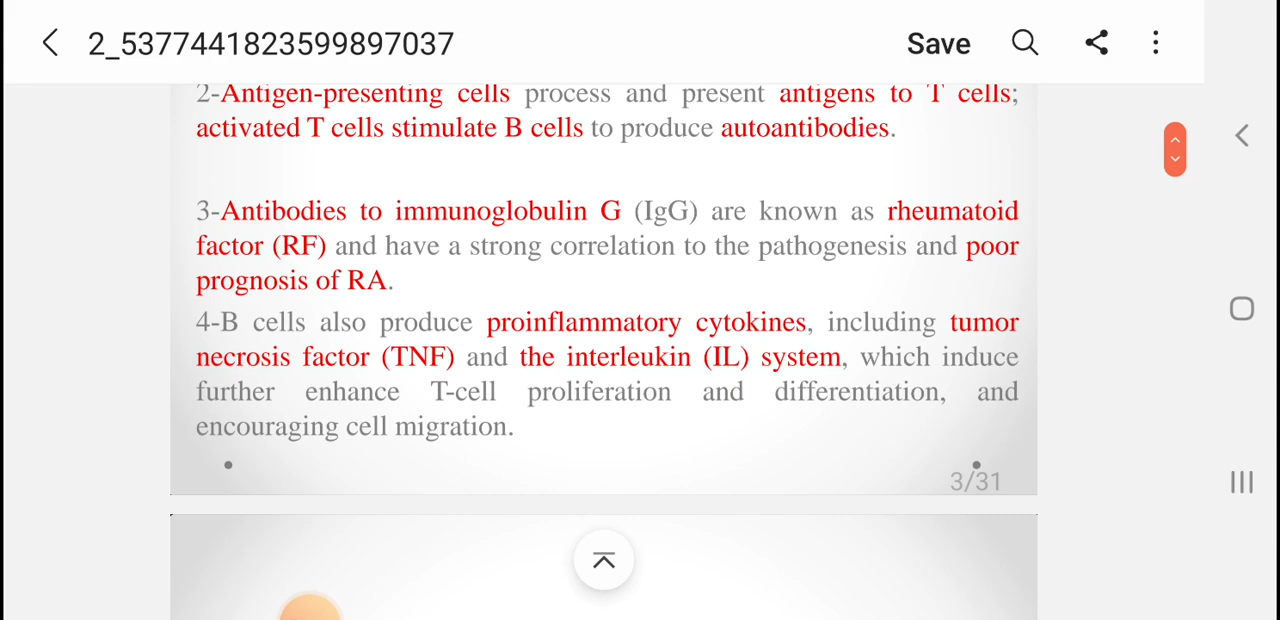 2_5377441823599897037
Save
2-Antigen-presenting cells process and present antigens to T cells;
activated T cells stimulate B cells to produce autoantibodies.
3-Antibodies to immunoglobulin G (IgG) are known as rheumatoid
factor (RF) and have a strong correlation to the pathogenesis and poor
prognosis of RA.
4-B cells also produce proinflammatory cytokines, including tumor
necrosis factor (TNF) and the interleukin (IL) system, which induce
further enhance T-cell proliferation and differentiation, and
encouraging cell migration.
3/31